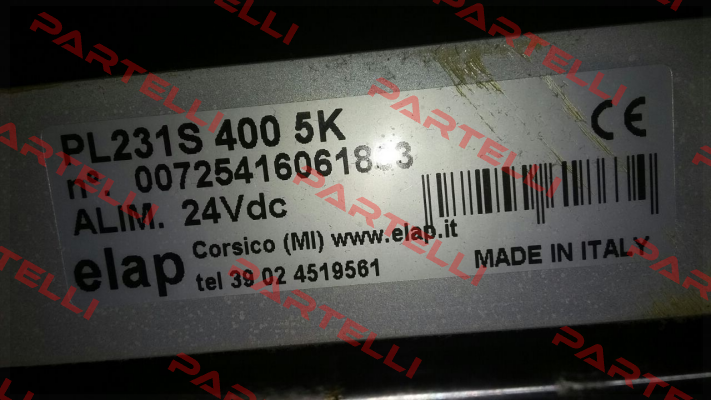 PL231S 400 5K
CE
n°.
ALIM. 24Vdc
elap Corsico (MI) www.elap.it
tel 39 02 4519561
MADE IN ITALY
PARTELLI
PARTELLI
PARTELLI
PARTELLI
PARTELLI
PARTELLI
PARTELLI
PARTELLI